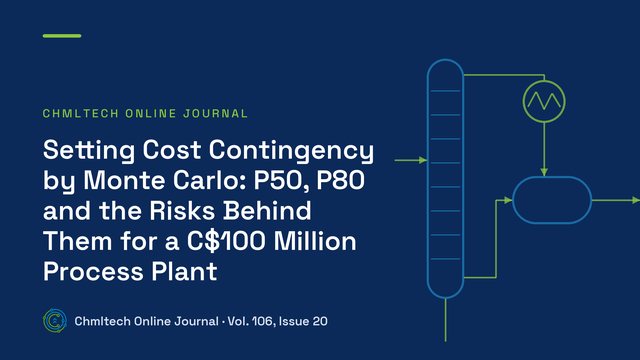 CHMLTECH ONLINE JOURNAL
Setting Cost Contingency
by Monte Carlo: P50, P80
and the Risks Behind
Them for a C$100 Million
Process Plant
Chmltech Online Journal · Vol. 106, Issue 20